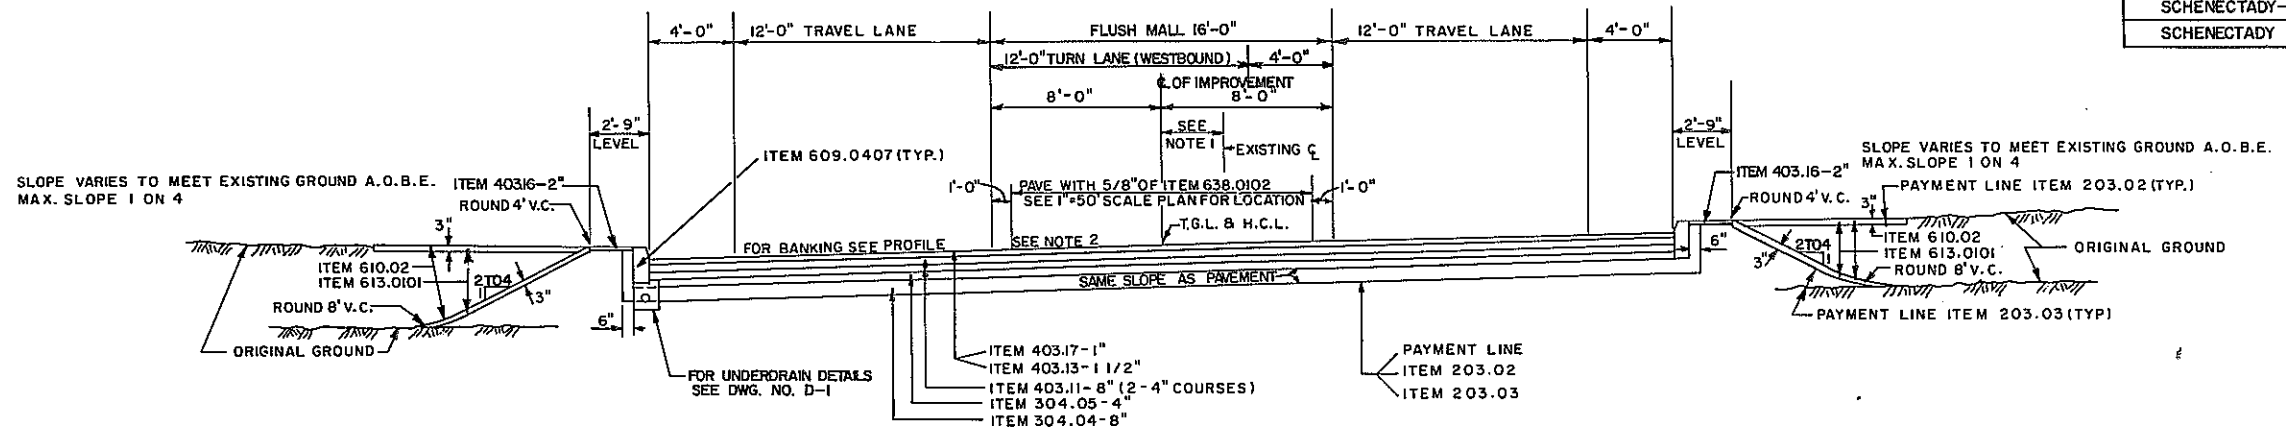 SCHENECTADY-
SCHENECTADY
4'-0"
12'-0" TRAVEL LANE
FLUSH MALL 16'-0"
12'-0" TRAVEL LANE
4'-0"
12'-0" TURN LANE (WESTBOUND)
4'-0"
℄ OF IMPROVEMENT
8'-0"
8'-0"
2'-9"
LEVEL
SEE
NOTE 1
EXISTING ℄
2'-9"
LEVEL
ITEM 609.0407 (TYP.)
SLOPE VARIES TO MEET EXISTING GROUND A.O.B.E.
MAX. SLOPE 1 ON 4
ITEM 403.16-2"
ROUND 4' V.C.
3"
1'-0"
PAVE WITH 5/8" OF ITEM 638.0102
SEE 1"=50' SCALE PLAN FOR LOCATION
1'-0"
T.G.L. & H.C.L.
FOR BANKING SEE PROFILE
SEE NOTE 2
SLOPE VARIES TO MEET EXISTING GROUND A.O.B.E.
MAX. SLOPE 1 ON 4
ITEM 403.16-2"
PAYMENT LINE ITEM 203.02 (TYP.)
ROUND 4' V.C.
3"
ITEM 610.02
ITEM 613.0101
2 TO 4
1
3"
ROUND 8' V.C.
6"
ORIGINAL GROUND
SAME SLOPE AS PAVEMENT
6"
2 TO 4
1
3"
ITEM 610.02
ITEM 613.0101
ROUND 8' V.C.
ORIGINAL GROUND
PAYMENT LINE ITEM 203.03 (TYP)
FOR UNDERDRAIN DETAILS
SEE DWG. NO. D-1
ITEM 403.17-1"
ITEM 403.13-1 1/2"
ITEM 403.11-8" (2-4" COURSES)
ITEM 304.05-4"
ITEM 304.04-8"
PAYMENT LINE
ITEM 203.02
ITEM 203.03